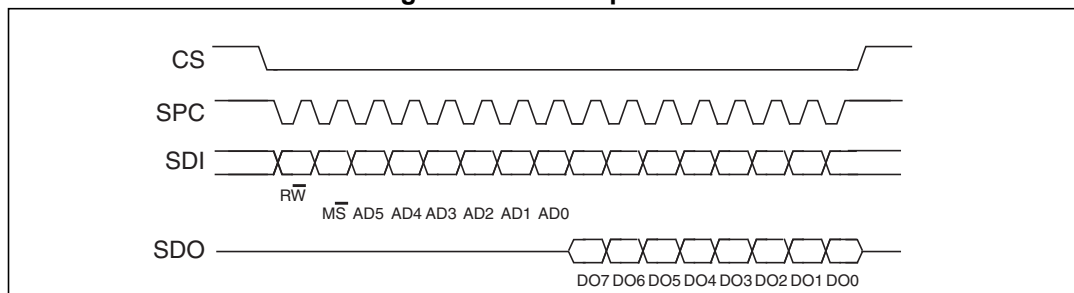 CS
SPC
SDI
RW̅
MS̅ AD5 AD4 AD3 AD2 AD1 AD0
SDO
DO7 DO6 DO5 DO4 DO3 DO2 DO1 DO0